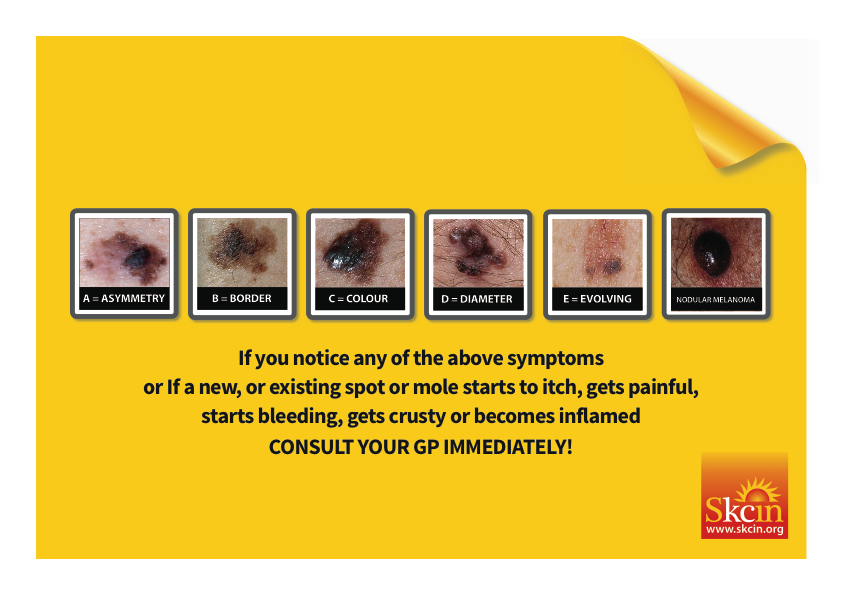 A = ASYMMETRY
B = BORDER
C = COLOUR
D = DIAMETER
E = EVOLVING
NODULAR MELANOMA
If you notice any of the above symptoms
or If a new, or existing spot or mole starts to itch, gets painful,
starts bleeding, gets crusty or becomes inflamed
CONSULT YOUR GP IMMEDIATELY!
Skcin
www.skcin.org